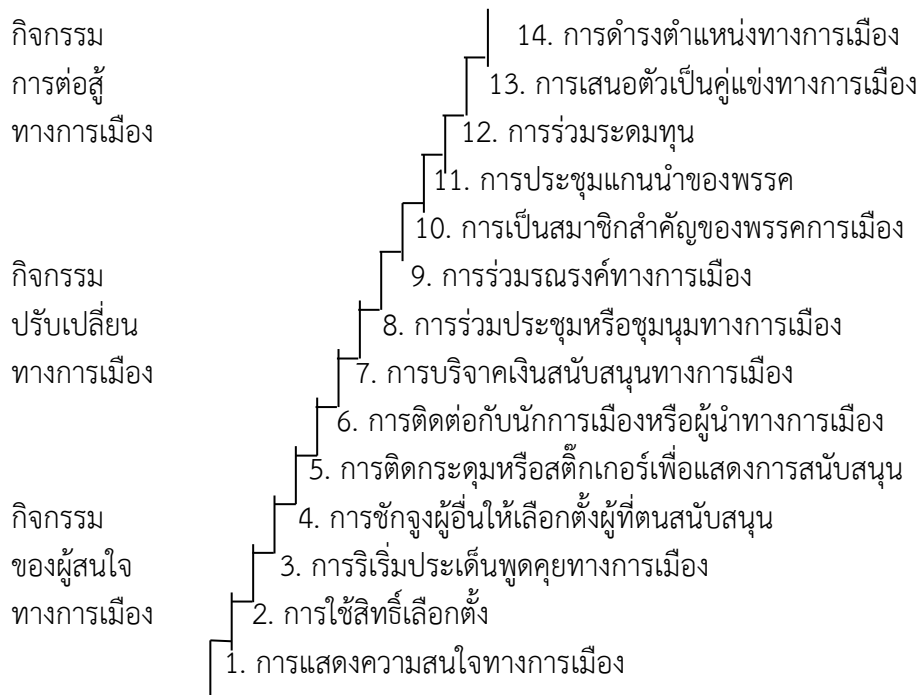 กิจกรรม 14. การดำรงตำแหน่งทางการเมือง
การต่อสู้ 13. การเสนอตัวเป็นคู่แข่งทางการเมือง
ทางการเมือง 12. การร่วมระดมทุน
11. การประชุมแกนนำของพรรค
10. การเป็นสมาชิกสำคัญของพรรคการเมือง
กิจกรรม 9. การร่วมรณรงค์ทางการเมือง
ปรับเปลี่ยน 8. การร่วมประชุมหรือชุมนุมทางการเมือง
ทางการเมือง 7. การบริจาคเงินสนับสนุนทางการเมือง
6. การติดต่อกับนักการเมืองหรือผู้นำทางการเมือง
5. การติดกระดุมหรือสติ๊กเกอร์เพื่อแสดงการสนับสนุน
กิจกรรม 4. การชักจูงผู้อื่นให้เลือกตั้งผู้ที่ตนสนับสนุน
ของผู้สนใจ 3. การริเริ่มประเด็นพูดคุยทางการเมือง
ทางการเมือง 2. การใช้สิทธิ์เลือกตั้ง
1. การแสดงความสนใจทางการเมือง